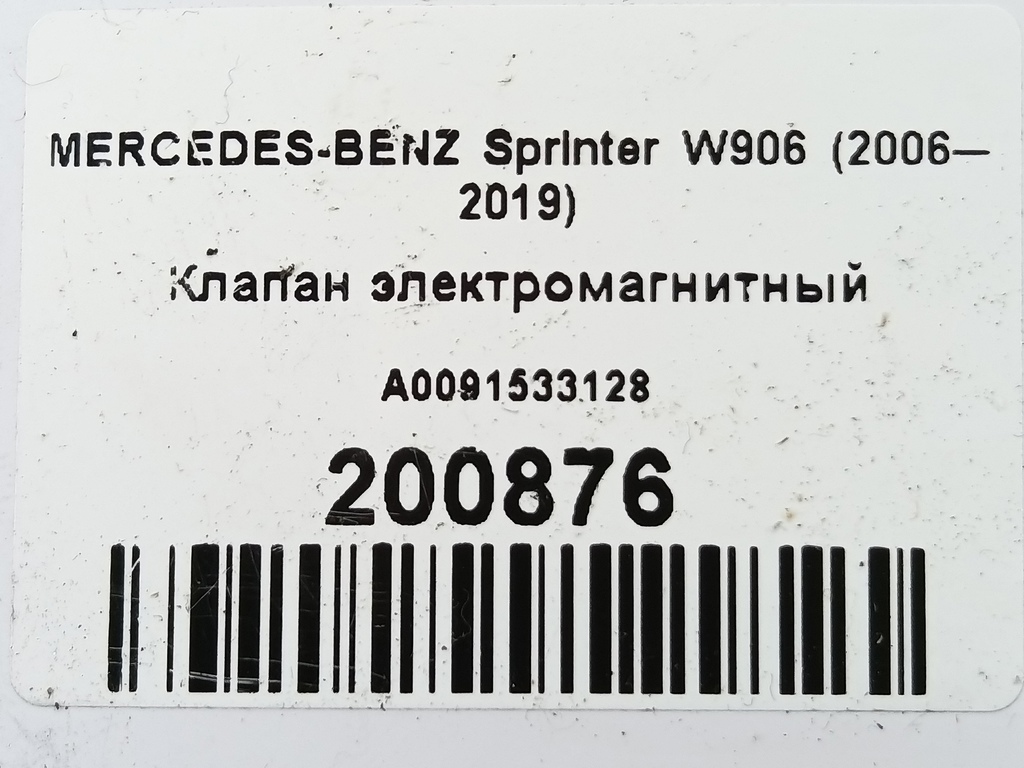 MERCEDES-BENZ Sprinter W906 (2006—
2019)
Клапан электромагнитный
A0091533128
200876